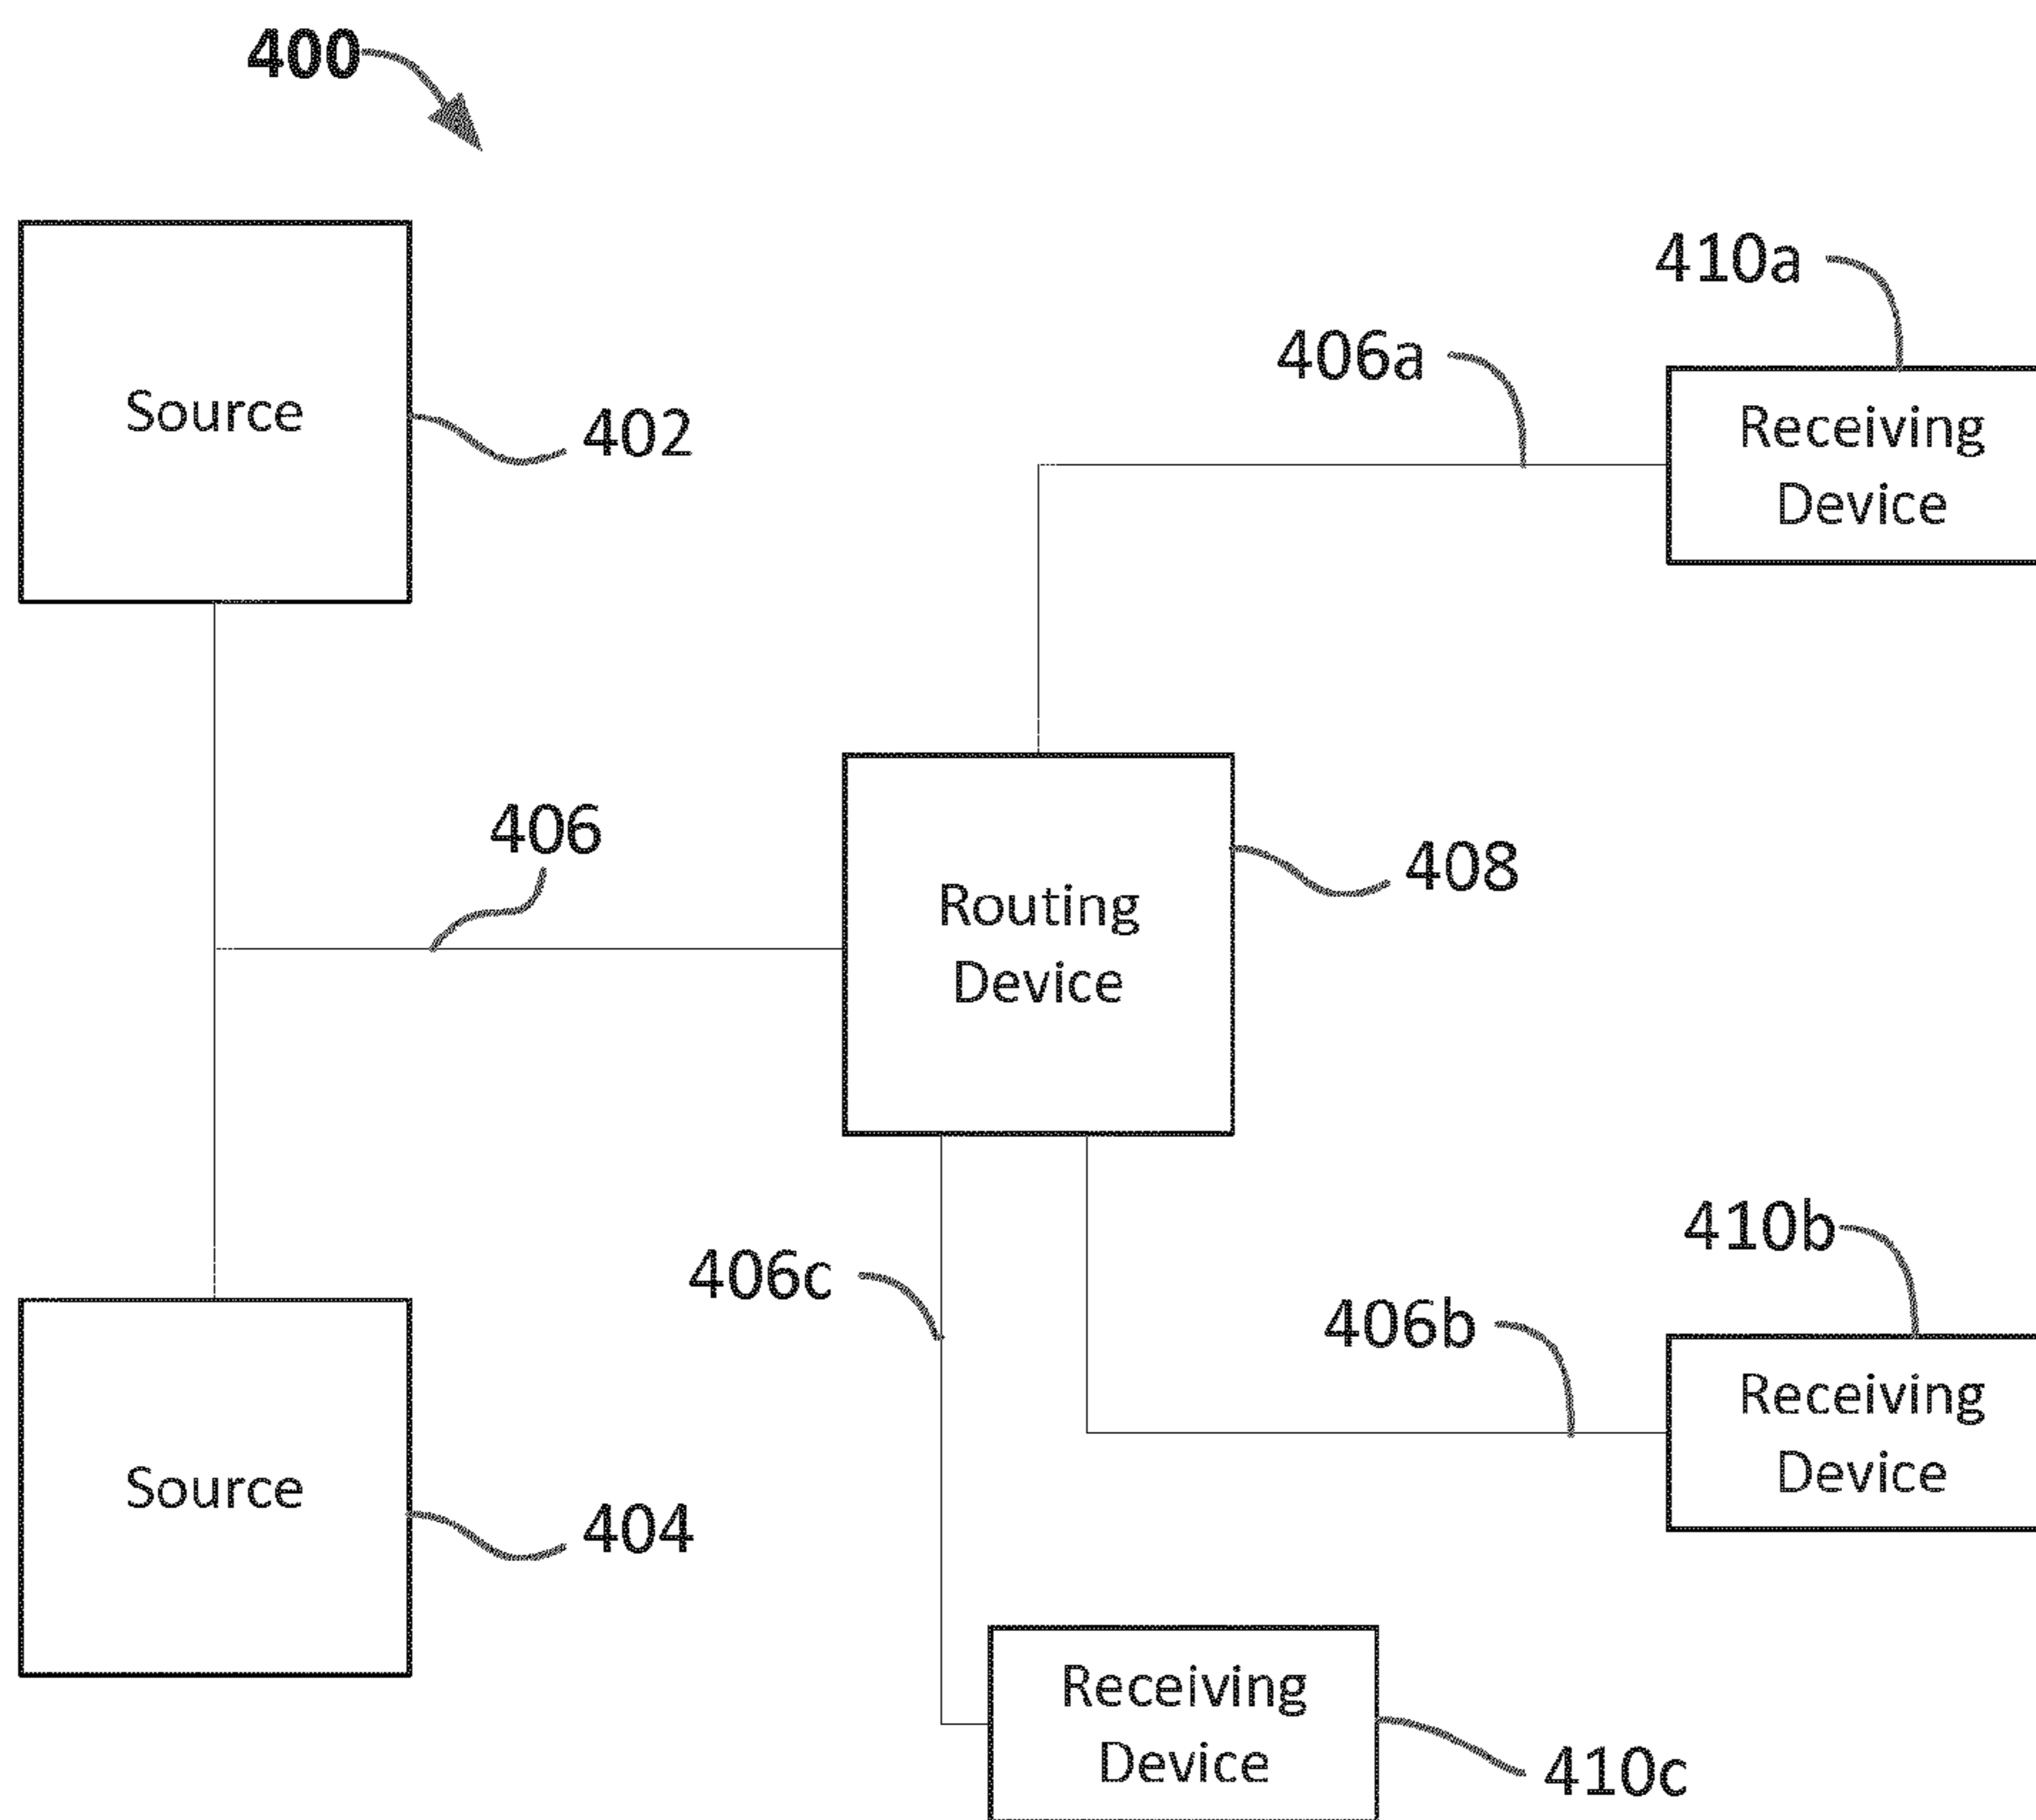 400
410a
406a
Receiving
Device
Source
402
406
408
Routing
Device
410b
406c
406b
Receiving
Device
Source
404
Receiving
Device
410c